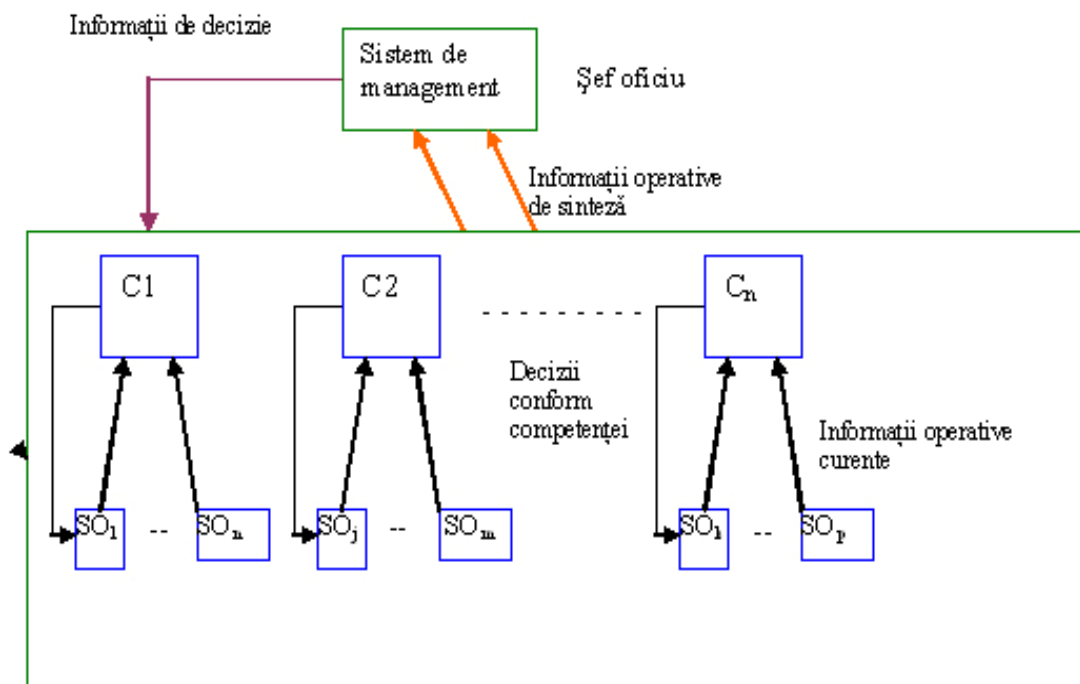 Informații de decizie
Sistem de
management
Şef oficiu
Informații operative
de sinteză
C1
C2
Cn
- - - - - - - - - - - -
Decizii
conform
competenței
Informații operative
curente
SO1 -- SOn
SOj -- SOm
SOk -- SOp